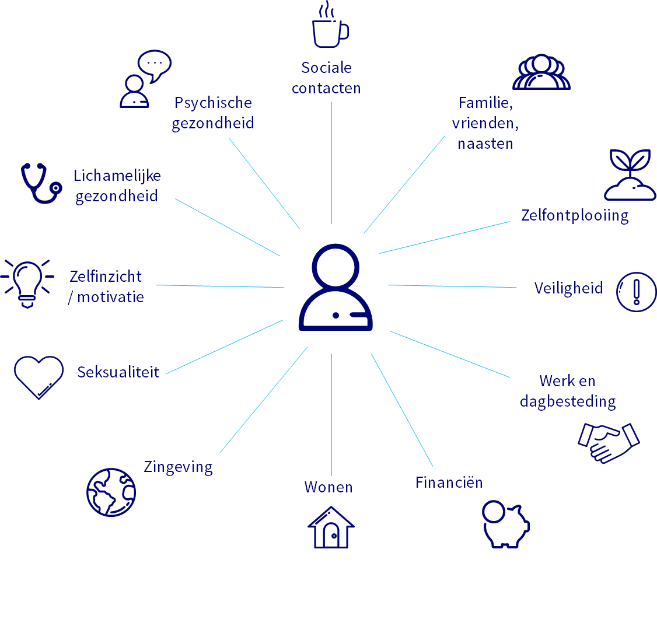 Sociale
contacten
Familie,
vrienden,
naasten
Zelfontplooiing
Veiligheid
Werk en
dagbesteding
Financiën
Wonen
Zingeving
Seksualiteit
Zelfinzicht
/ motivatie
Lichamelijke
gezondheid
Psychische
gezondheid